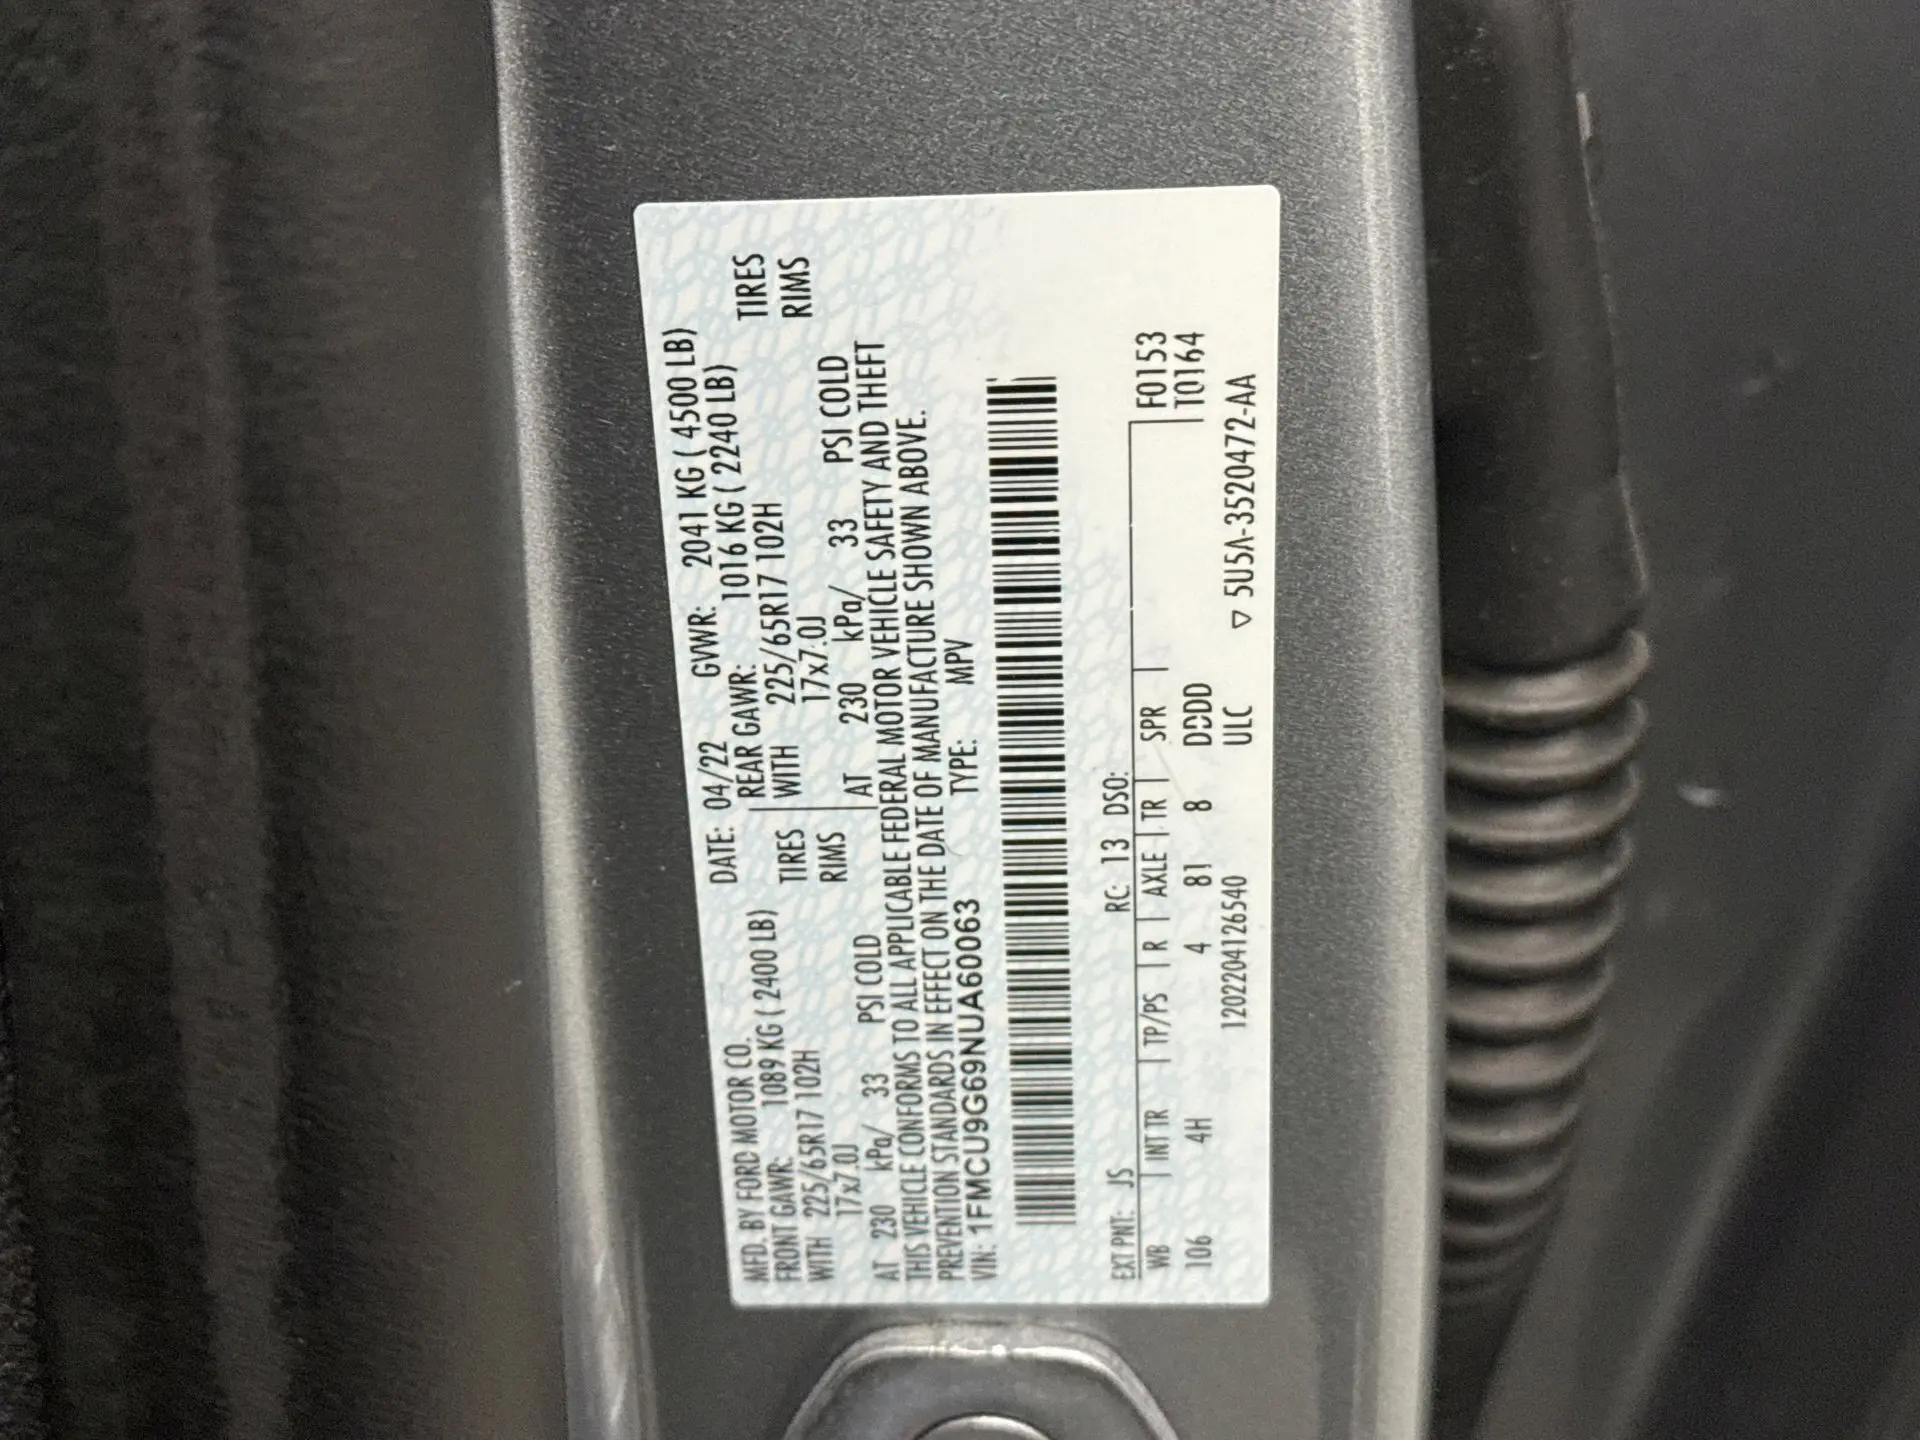 MFD. BY FORD MOTOR CO. DATE: 04/22 GVWR: 2041 KG ( 4500 LB)
FRONT GAWR: 1089 KG ( 2400 LB) REAR GAWR: 1016 KG ( 2240 LB)
WITH 225/65R17 102H TIRES WITH 225/65R17 102H TIRES
17x7.0J RIMS 17x7.0J RIMS
AT 230 kPa/ 33 PSI COLD AT 230 kPa/ 33 PSI COLD
THIS VEHICLE CONFORMS TO ALL APPLICABLE FEDERAL MOTOR VEHICLE SAFETY AND THEFT
PREVENTION STANDARDS IN EFFECT ON THE DATE OF MANUFACTURE SHOWN ABOVE.
VIN: 1FMCU9G69NUA60063 TYPE: MPV
EXT PNT: JS RC: 13 DSO: F0153
WB INT TR TP/PS R AXLE TR SPR T0164
106 4H 4 81 8 DDDD
1202204126540 ULC ▽ 5U5A-3520472-AA